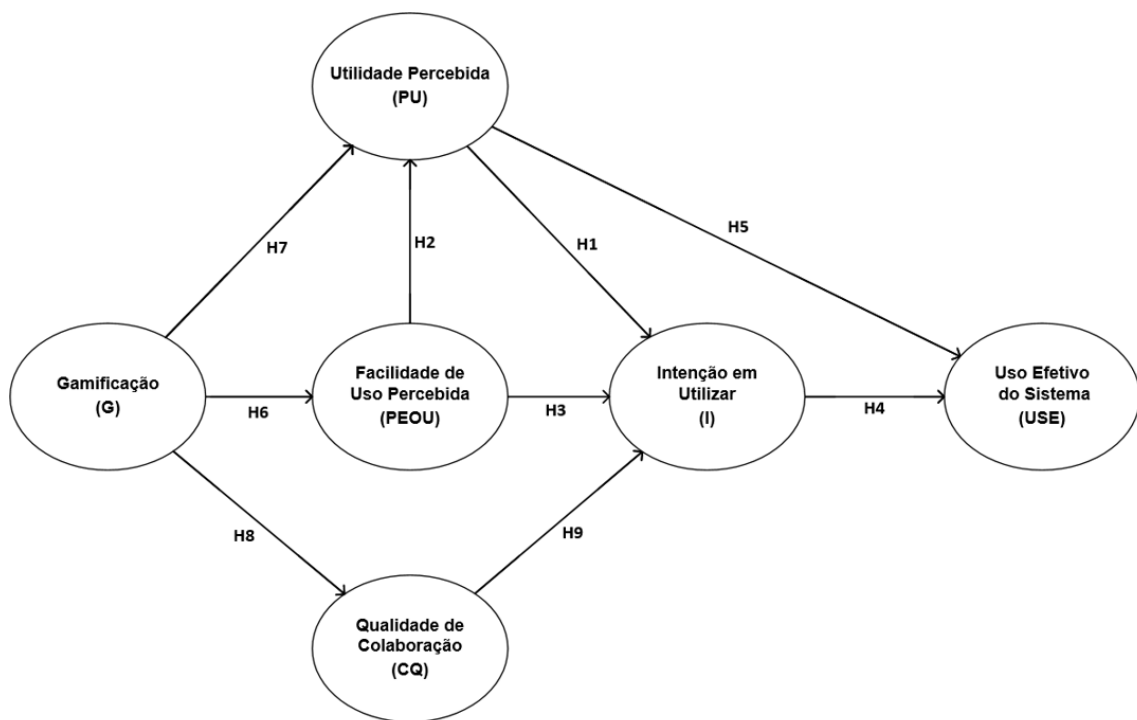 Utilidade Percebida
(PU)
H7
H2
H1
H5
Gamificação
(G)
H6
Facilidade de
Uso Percebida
(PEOU)
H3
Intenção em
Utilizar
(I)
H4
Uso Efetivo
do Sistema
(USE)
H8
H9
Qualidade de
Colaboração
(CQ)